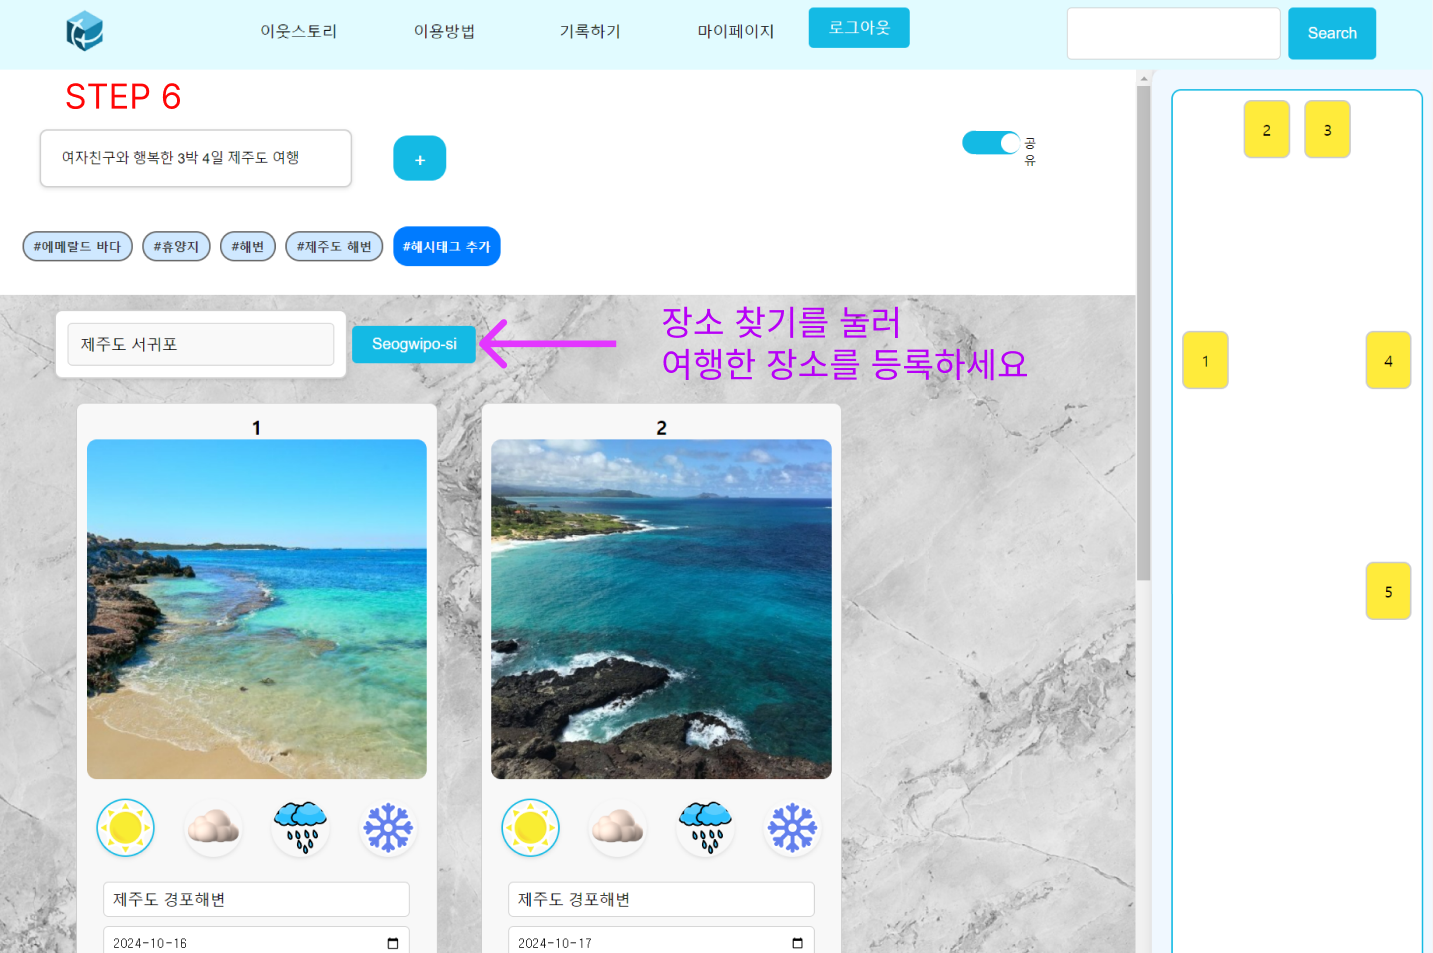 이웃스토리
이용방법
기록하기
마이페이지
로그아웃
Search
STEP 6
여자친구와 행복한 3박 4일 제주도 여행
+
공
유
#에메랄드 바다
#휴양지
#해변
#제주도 해변
#해시태그 추가
제주도 서귀포
Seogwipo-si
장소 찾기를 눌러
여행한 장소를 등록하세요
1
2
제주도 경포해변
제주도 경포해변
2024-10-16
2024-10-17
2
3
1
4
5